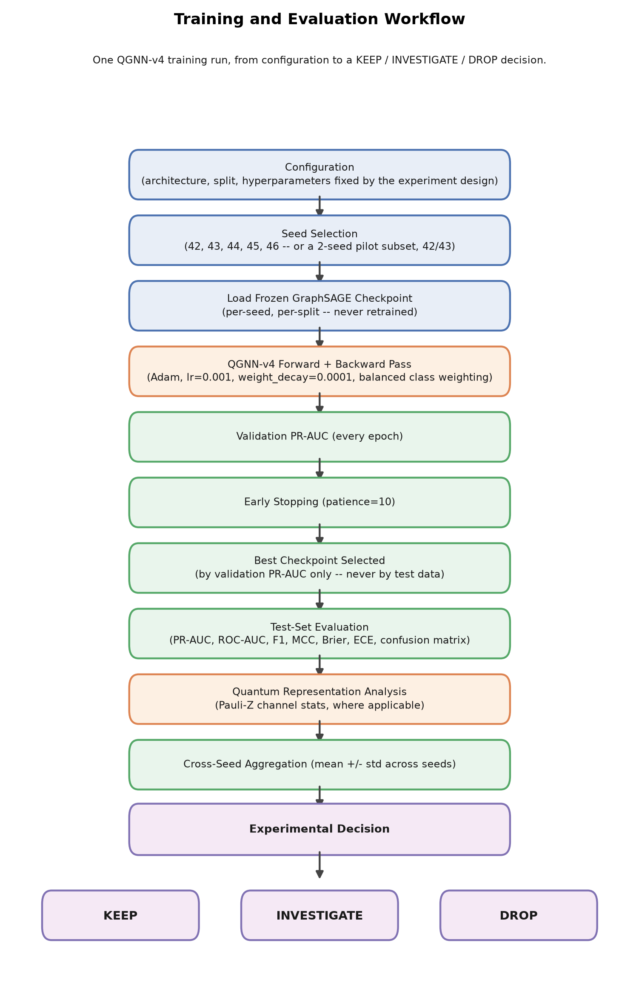 Training and Evaluation Workflow
One QGNN-v4 training run, from configuration to a KEEP / INVESTIGATE / DROP decision.
Configuration
(architecture, split, hyperparameters fixed by the experiment design)
Seed Selection
(42, 43, 44, 45, 46 -- or a 2-seed pilot subset, 42/43)
Load Frozen GraphSAGE Checkpoint
(per-seed, per-split -- never retrained)
QGNN-v4 Forward + Backward Pass
(Adam, lr=0.001, weight_decay=0.0001, balanced class weighting)
Validation PR-AUC (every epoch)
Early Stopping (patience=10)
Best Checkpoint Selected
(by validation PR-AUC only -- never by test data)
Test-Set Evaluation
(PR-AUC, ROC-AUC, F1, MCC, Brier, ECE, confusion matrix)
Quantum Representation Analysis
(Pauli-Z channel stats, where applicable)
Cross-Seed Aggregation (mean +/- std across seeds)
Experimental Decision
KEEP
INVESTIGATE
DROP